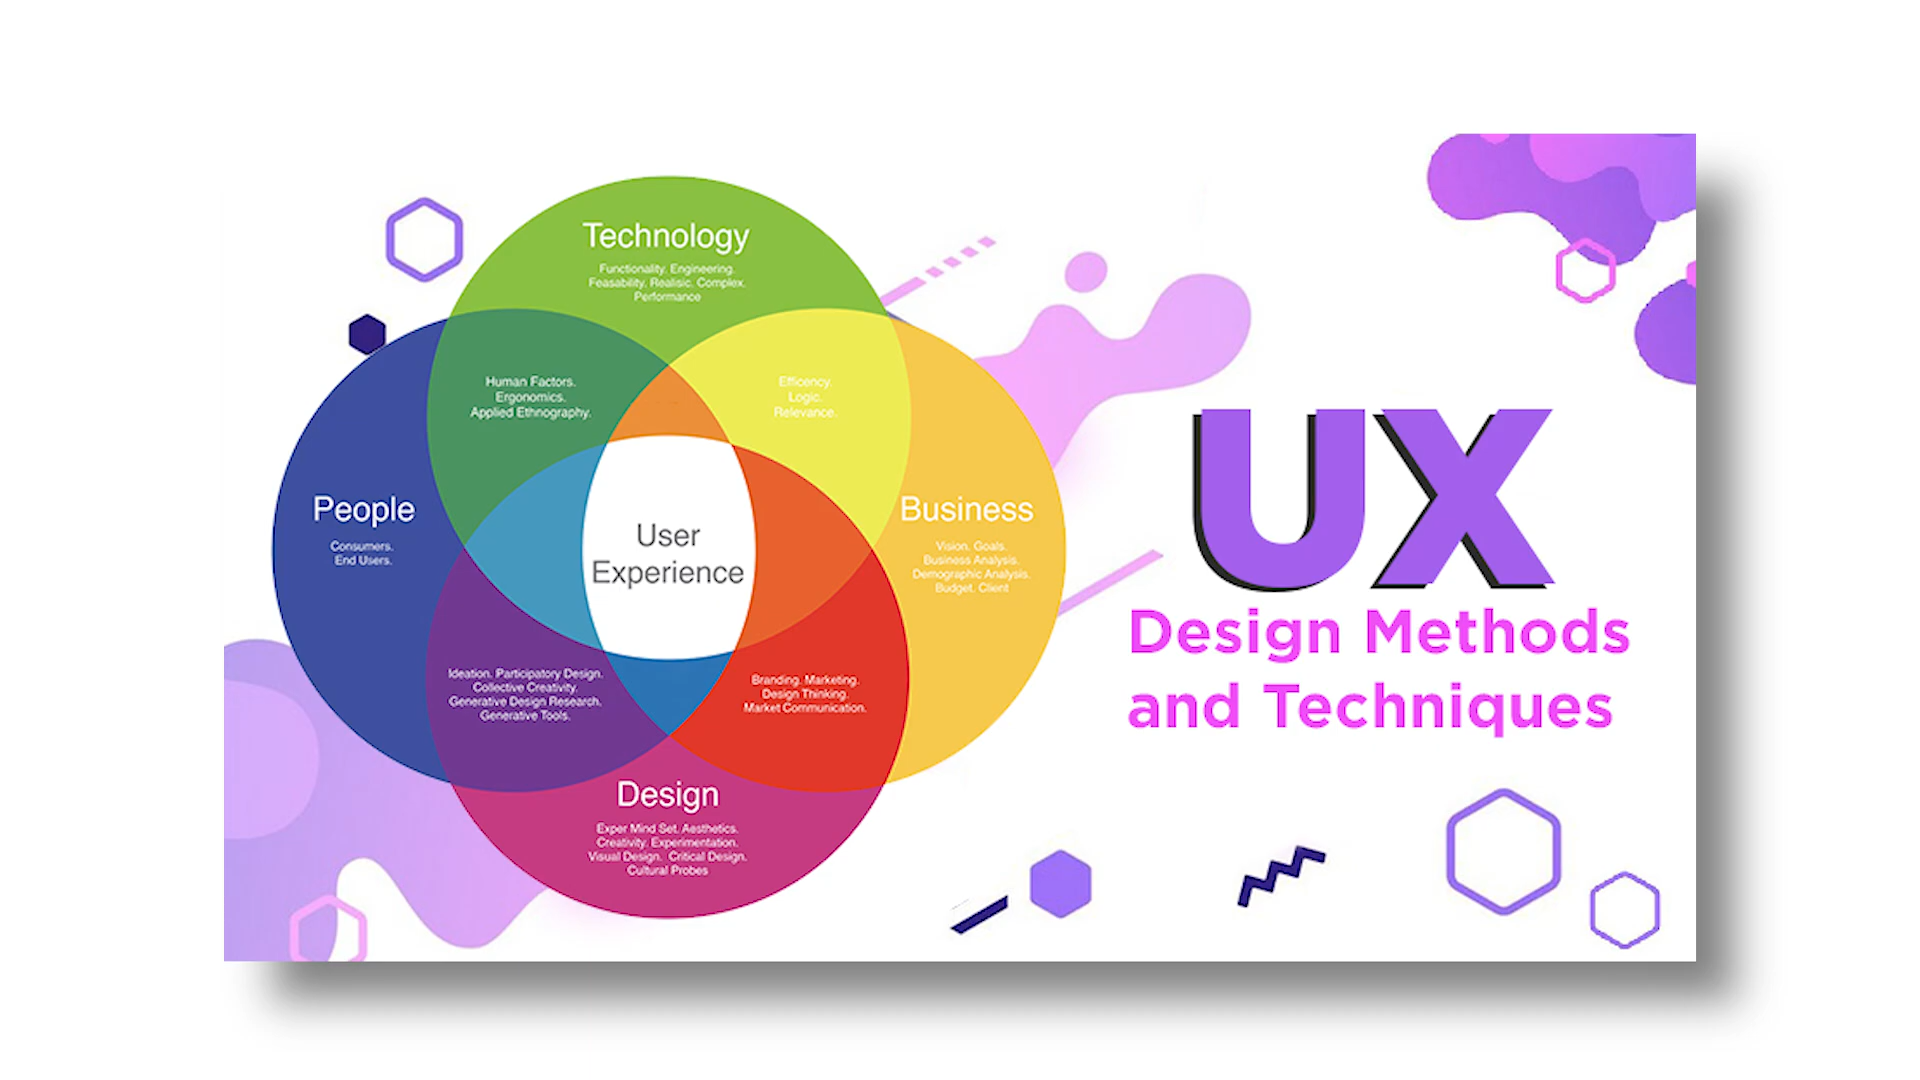 Technology
Functionality. Engineering.
Feasability. Realisic. Complex.
Performance
Human Factors.
Ergonomics.
Applied Ethnography.
Efficency.
Logic.
Relevance.
People
Consumers.
End Users.
User
Experience
Business
Vision. Goals.
Business Analysis.
Demographic Analysis.
Budget. Client
Ideation. Participatory Design.
Collective Creativity.
Generative Design Research.
Generative Tools.
Branding. Marketing.
Design Thinking.
Market Communication.
Design
Exper Mind Set. Aesthetics.
Creativity. Experimentation.
Visual Design. Critical Design.
Cultural Probes
UX
Design Methods
and Techniques